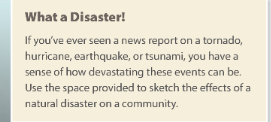 What a Disaster!
If you've ever seen a news report on a tornado,
hurricane, earthquake, or tsunami, you have a
sense of how devastating these events can be.
Use the space provided to sketch the effects of a
natural disaster on a community.